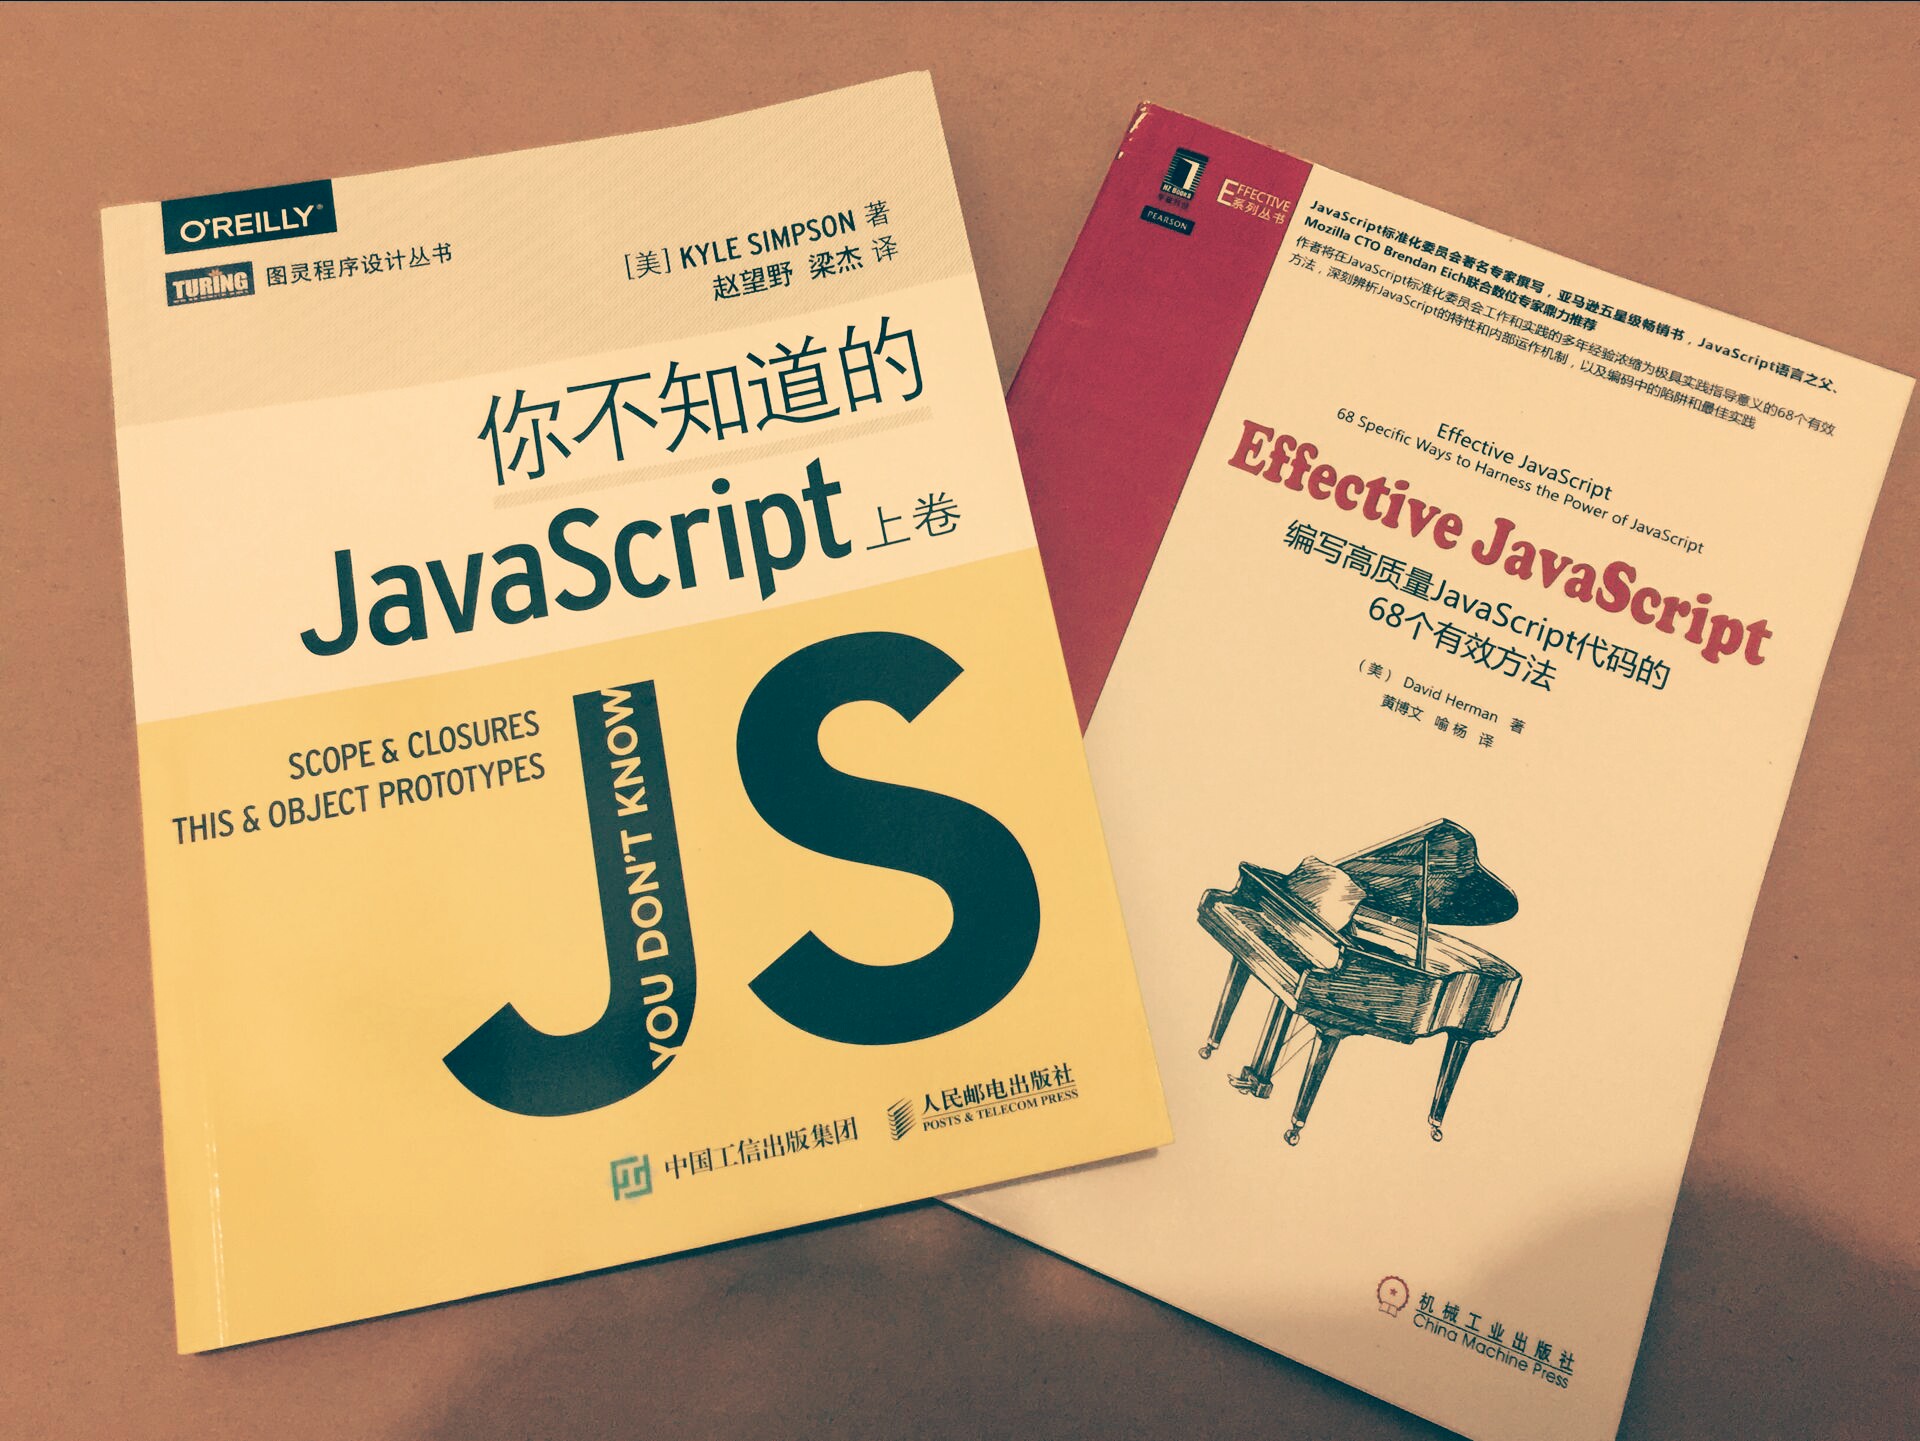 O'REILLY®
TURING 图灵程序设计丛书
[美] KYLE SIMPSON 著
赵望野 梁杰 译
你不知道的
JavaScript 上卷
SCOPE & CLOSURES
THIS & OBJECT PROTOTYPES
JS
YOU DON'T KNOW
中国工信出版集团
人民邮电出版社
POSTS & TELECOM PRESS
HZ Books
华章科技
PEARSON
EFFECTIVE
系列丛书
JavaScript标准化委员会著名专家撰写，亚马逊五星级畅销书，JavaScript语言之父、
Mozilla CTO Brendan Eich联合数位专家鼎力推荐
作者将在JavaScript标准化委员会工作和实践的多年经验浓缩为极具实践指导意义的68个有效
方法，深刻辨析JavaScript的特性和内部运作机制，以及编码中的陷阱和最佳实践
Effective JavaScript
68 Specific Ways to Harness the Power of JavaScript
Effective JavaScript
编写高质量JavaScript代码的
68个有效方法
（美） David Herman 著
黄博文 喻杨 译
机械工业出版社
China Machine Press